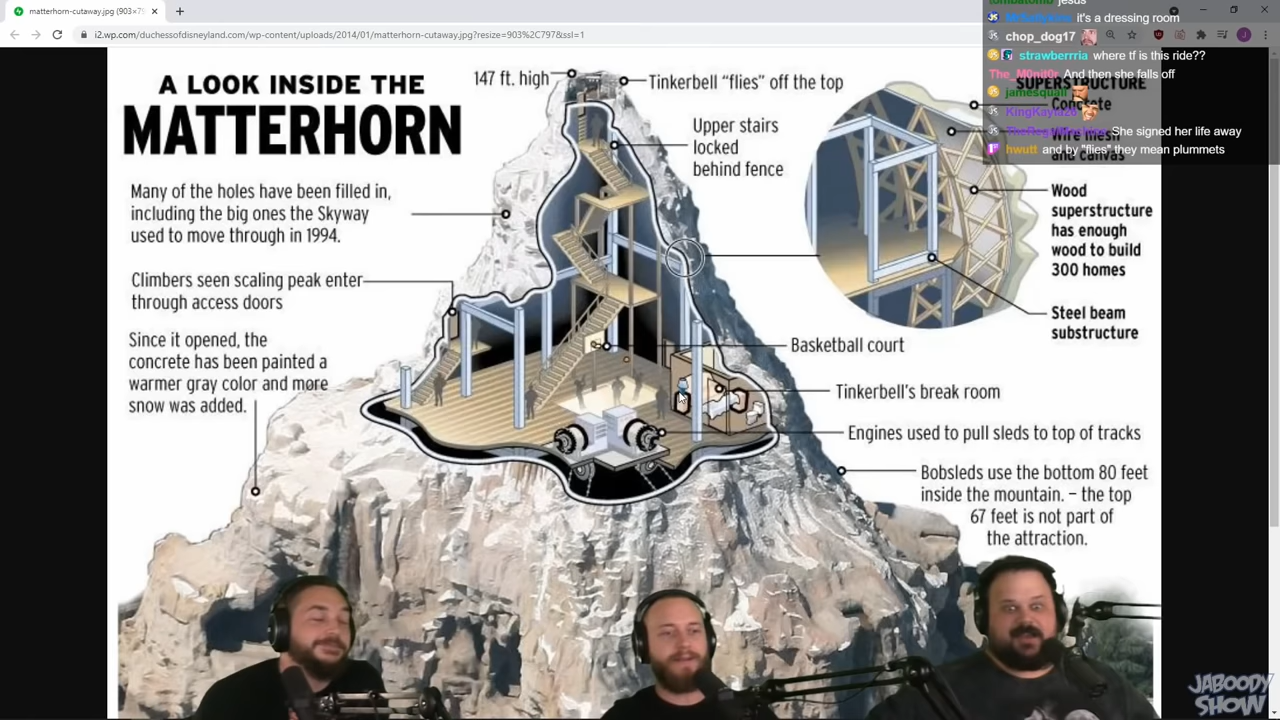 matterhorn-cutaway.jpg (903×79
i2.wp.com/duchessofdisneyland.com/wp-content/uploads/2014/01/matterhorn-cutaway.jpg?resize=903%2C797&ssl=1
jesus
it's a dressing room
chop_dog17
strawberrria where tf is this ride??
The_M0nit0r And then she falls off
jamesquall
She signed her life away
hwutt and by "flies" they mean plummets
A LOOK INSIDE THE
MATTERHORN
147 ft. high
Tinkerbell "flies" off the top
Upper stairs
locked
behind fence
Many of the holes have been filled in,
including the big ones the Skyway
used to move through in 1994.
Climbers seen scaling peak enter
through access doors
Since it opened, the
concrete has been painted a
warmer gray color and more
snow was added.
SUPERSTRUCTURE
Concrete
Wire mesh
and canvas
Wood
superstructure
has enough
wood to build
300 homes
Steel beam
substructure
Basketball court
Tinkerbell's break room
Engines used to pull sleds to top of tracks
Bobsleds use the bottom 80 feet
inside the mountain. – the top
67 feet is not part of
the attraction.
JABOODY
SHOW